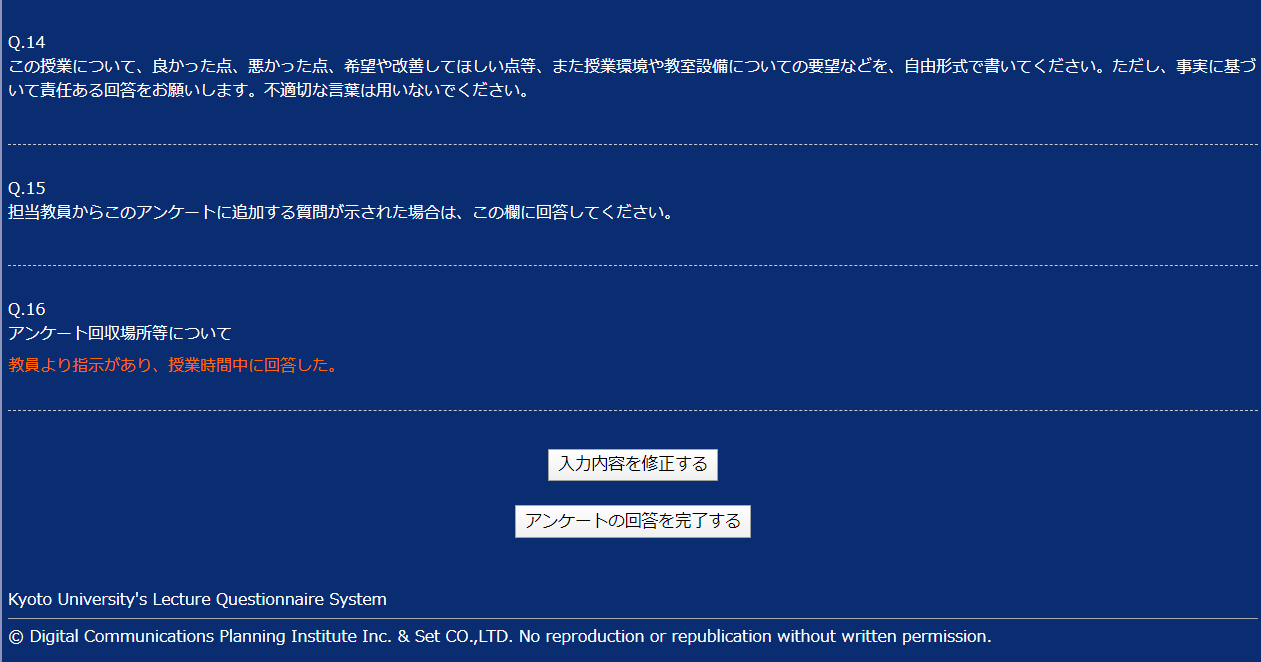 Q.14
この授業について、良かった点、悪かった点、希望や改善してほしい点等、また授業環境や教室設備についての要望などを、自由形式で書いてください。ただし、事実に基づ
いて責任ある回答をお願いします。不適切な言葉は用いないでください。
Q.15
担当教員からこのアンケートに追加する質問が示された場合は、この欄に回答してください。
Q.16
アンケート回収場所等について
教員より指示があり、授業時間中に回答した。
入力内容を修正する
アンケートの回答を完了する
Kyoto University's Lecture Questionnaire System
© Digital Communications Planning Institute Inc. & Set CO.,LTD. No reproduction or republication without written permission.